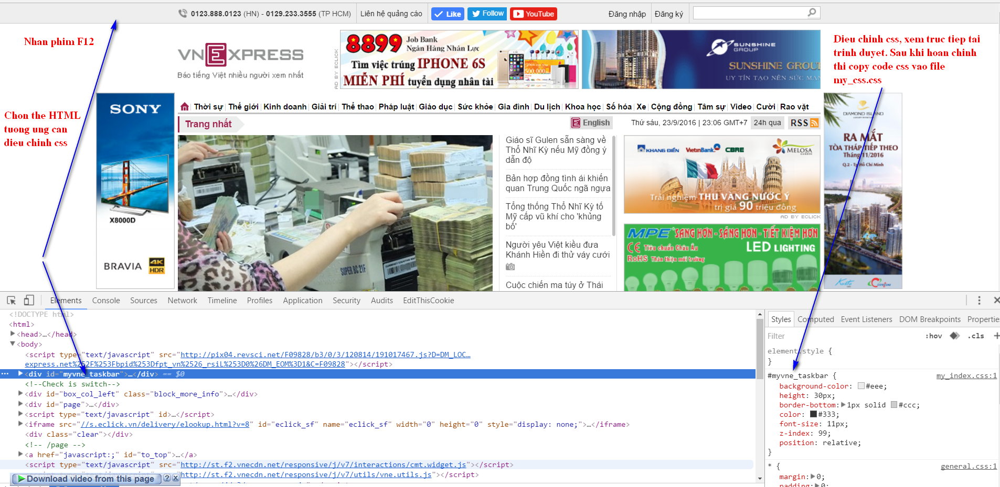 0123.888.0123 (HN) - 0129.233.3555 (TP HCM)
Liên hệ quảng cáo
Like
Follow
YouTube
Đăng nhập
Đăng ký
Nhan phim F12
VNEXPRESS
Báo tiếng Việt nhiều người xem nhất
AD BY ECLICK
8899 Job Bank
Ngân Hàng Nhân Lực
Tìm việc trúng IPHONE 6S
MIỄN PHÍ tuyển dụng nhân tài
500.000
SUNSHINE
GROUP
SUNSHINE GROU
UY TÍN TẠO NÊN SỨC MẠN
Dieu chinh css, xem truc tiep tai
trinh duyet. Sau khi hoan chinh
thi copy code css vao file
my_css.css
Chon the HTML
tuong ung can
dieu chinh css
SONY
X8000D
BRAVIA 4K
HDR
Thời sự Thế giới Kinh doanh Giải trí Thể thao Pháp luật Giáo dục Sức khỏe Gia đình Du lịch Khoa học Số hóa Xe Cộng đồng Tâm sự Video Cười Rao vặt
Trang nhất
E English
Thứ sáu, 23/9/2016 | 23:06 GMT+7
24h qua
RSS
SUPER BC 21F
Giáo sĩ Gulen sẵn sàng về
Thổ Nhĩ Kỳ nếu Mỹ đồng ý
dẫn độ
Bản hợp đồng tình ái khiến
quan Trung Quốc ngã ngựa
Tổng thống Thổ Nhĩ Kỳ tố
Mỹ cấp vũ khí cho 'khủng
bố'
Người yêu Việt kiều đưa
Khánh Hiền đi thử váy cưới
Cuộc chiến ma túy ở Thái
KHANG ĐIỀN VietinBank CBRE MELOSA
GARDEN
Trải nghiệm THU VÀNG NƯỚC Ý
trị giá 90 triệu đồng
AD BY ECLICK
MPE SANG HƠN - SÁNG HƠN - TIẾT KIỆM HƠN
CE Tiêu chuẩn Châu Âu
LED LIGHTING
RoHS Thân thiện môi trường
DIAMOND ISLAND
RA MẮT
TÒA THÁP TIẾP THEO
Tháng 11/2016
Q.2 - Tp Hồ Chí Minh
Elements Console Sources Network Timeline Profiles Application Security Audits EditThisCookie
<!DOCTYPE html>
<html>
<head>…</head>
<body>
<script type="text/javascript" src="http://pix04.revsci.net/F09828/b3/0/3/120814/191017467.js?D=DM_LOC…
express.net%252F%253Fbpid%253Dfpt_vn%2526_rsiL%253D0%26DM_EOM%3D1&C=F09828"></script>
<div id="myvne_taskbar">…</div> == $0
<!--Check is switch-->
<div id="box_col_left" class="block_more_info">…</div>
<div id="page">…</div>
<script type="text/javascript" id>…</script>
<iframe src="//s.eclick.vn/delivery/elookup.html?v=8" id="eclick_sf" name="eclick_sf" width="0" height="0" style="display: none;">…</iframe>
<div class="clear"></div>
<!-- /page -->
<a href="javascript:;" id="to_top">…</a>
<script type="text/javascript" src="http://st.f2.vnecdn.net/responsive/j/v7/interactions/cmt.widget.js"></script>
http://st.f2.vnecdn.net/responsive/j/v7/utils/vne.utils.js"></script>
Download video from this page ? X
Styles Computed Event Listeners DOM Breakpoints Properties
Filter
:hov .cls +
element.style {
}
#myvne_taskbar { my_index.css:1
background-color: #eee;
height: 30px;
border-bottom: 1px solid #ccc;
color: #333;
font-size: 11px;
z-index: 99;
position: relative;
}
* { general.css:1
margin: 0;
padding: 0;